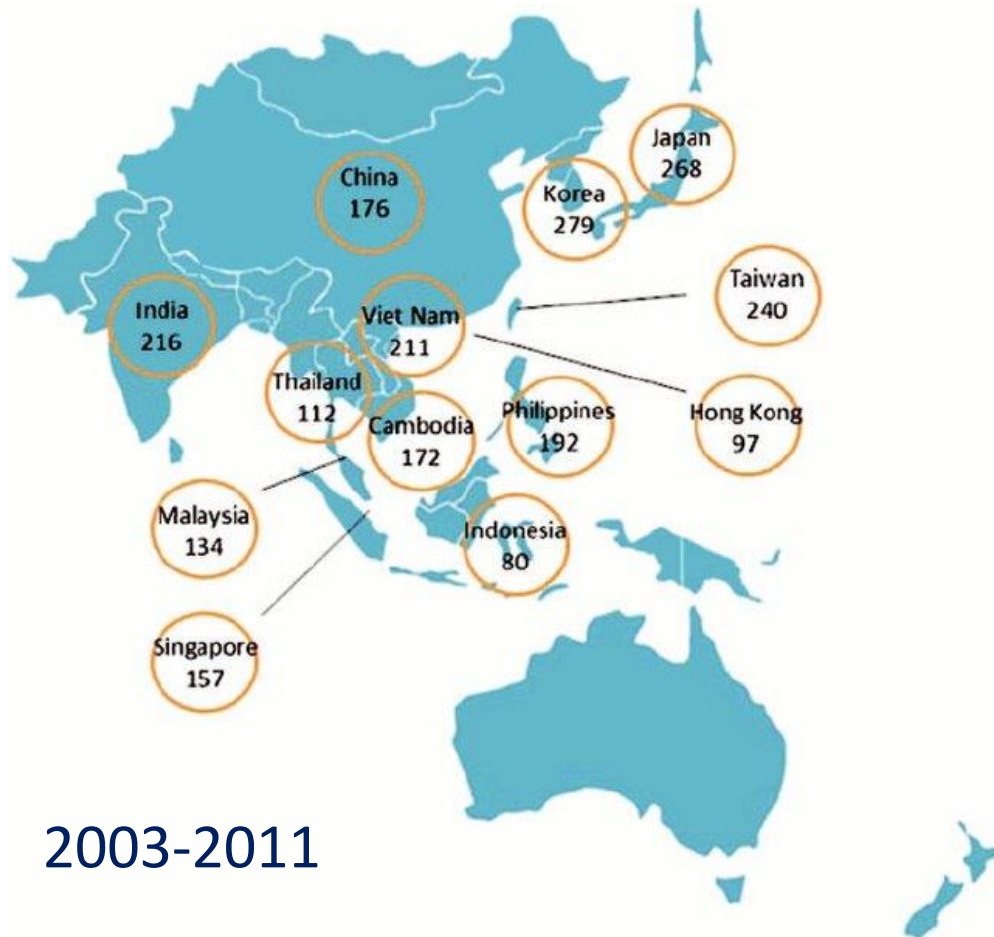 Japan
268
China
176
Korea
279
Taiwan
240
India
216
Viet Nam
211
Thailand
112
Cambodia
172
Philippines
192
Hong Kong
97
Malaysia
134
Indonesia
80
Singapore
157
2003-2011